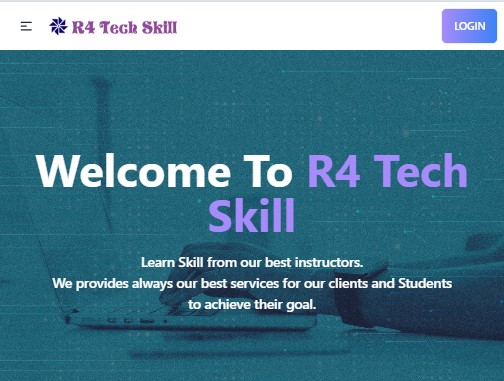 R4 Tech Skill
LOGIN
Welcome To R4 Tech
Skill
Learn Skill from our best instructors.
We provides always our best services for our clients and Students
to achieve their goal.